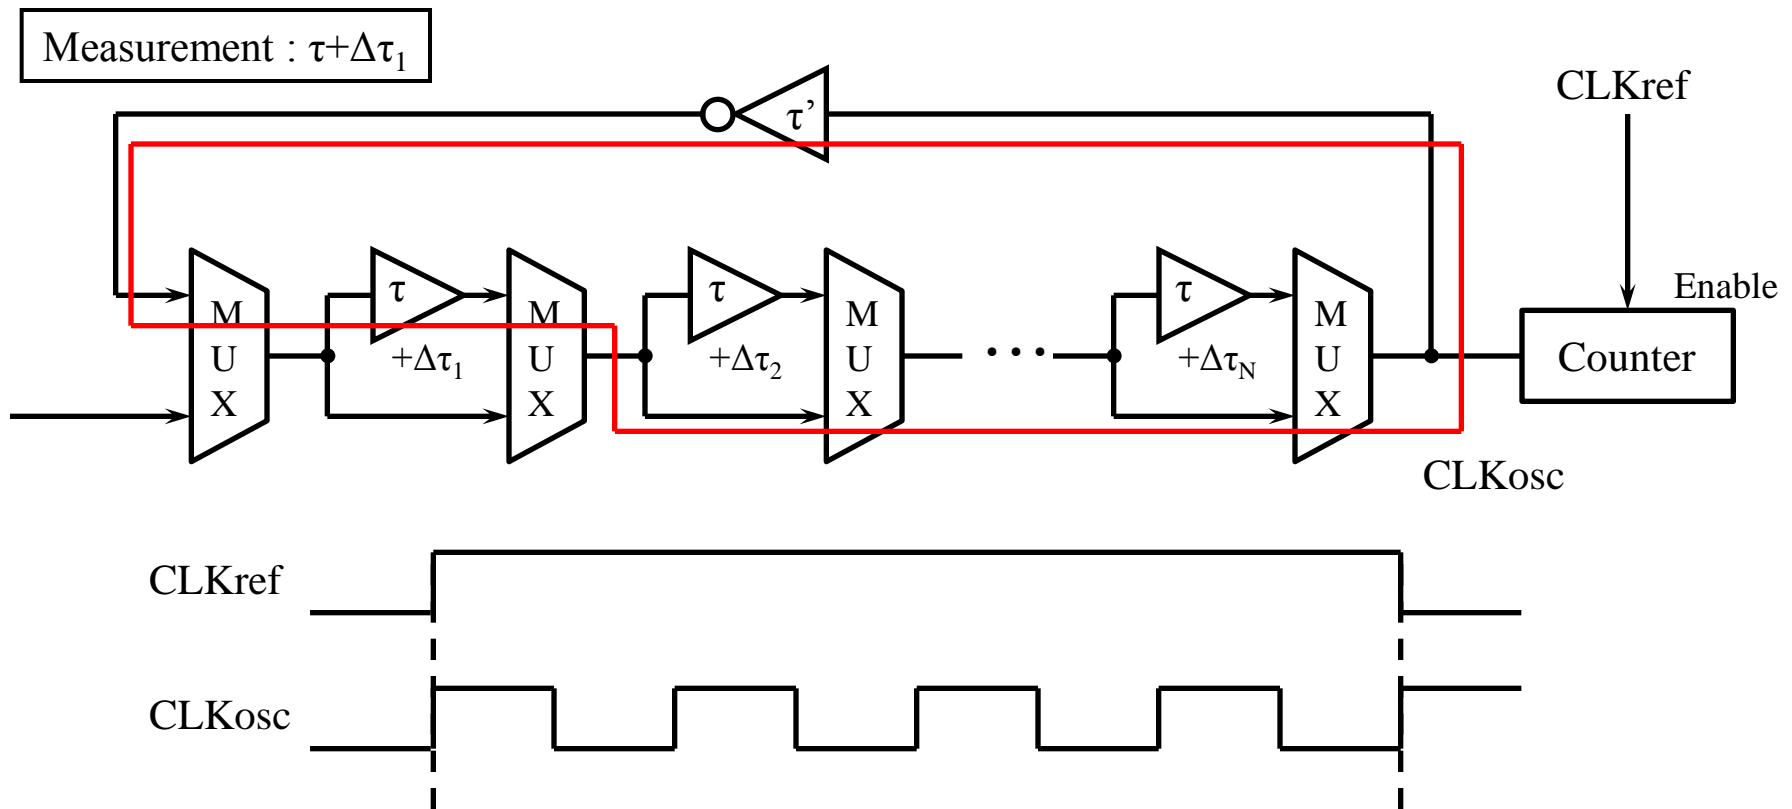 Measurement : τ+Δτ1
τ’
CLKref
Enable
M
U
X
τ
+Δτ1
M
U
X
τ
+Δτ2
M
U
X
• • •
τ
+ΔτN
M
U
X
Counter
CLKosc
CLKref
CLKosc